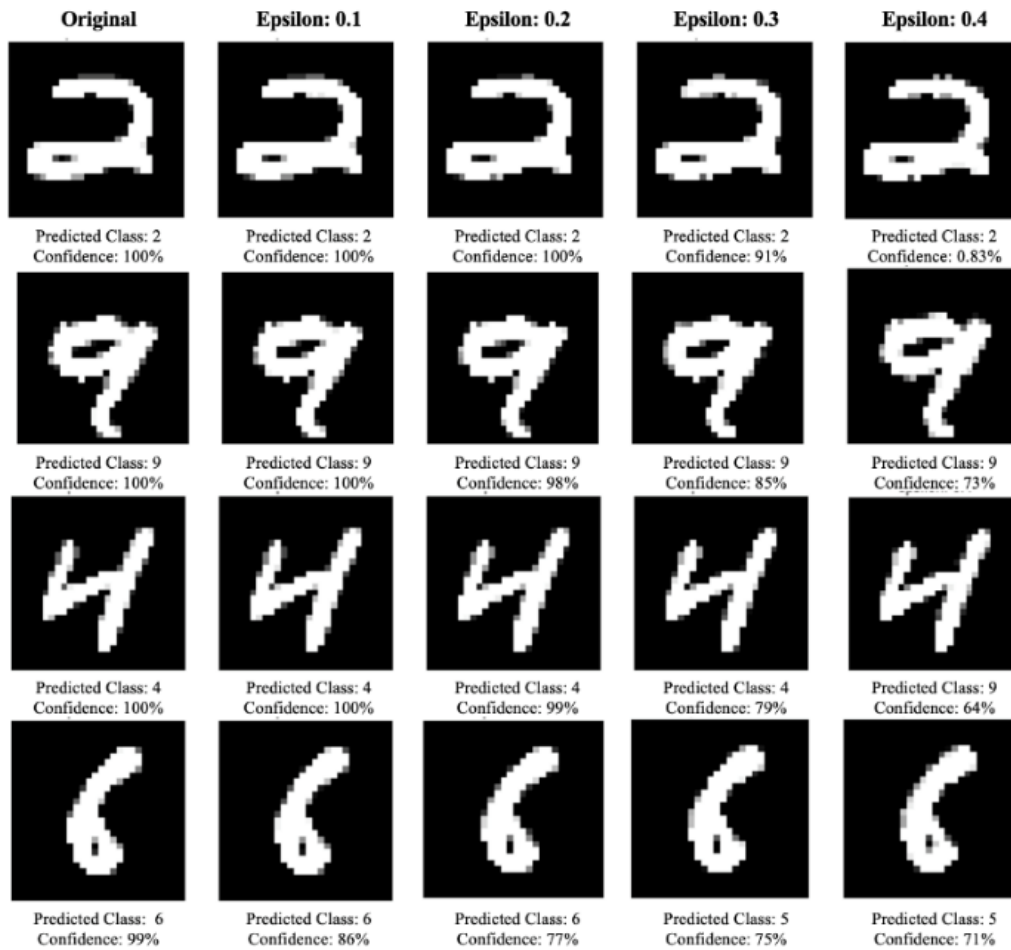 Original Epsilon: 0.1 Epsilon: 0.2 Epsilon: 0.3 Epsilon: 0.4
Predicted Class: 2 Predicted Class: 2 Predicted Class: 2 Predicted Class: 2 Predicted Class: 2
Confidence: 100% Confidence: 100% Confidence: 100% Confidence: 91% Confidence: 0.83%
Predicted Class: 9 Predicted Class: 9 Predicted Class: 9 Predicted Class: 9 Predicted Class: 9
Confidence: 100% Confidence: 100% Confidence: 98% Confidence: 85% Confidence: 73%
Predicted Class: 4 Predicted Class: 4 Predicted Class: 4 Predicted Class: 4 Predicted Class: 9
Confidence: 100% Confidence: 100% Confidence: 99% Confidence: 79% Confidence: 64%
Predicted Class: 6 Predicted Class: 6 Predicted Class: 6 Predicted Class: 5 Predicted Class: 5
Confidence: 99% Confidence: 86% Confidence: 77% Confidence: 75% Confidence: 71%